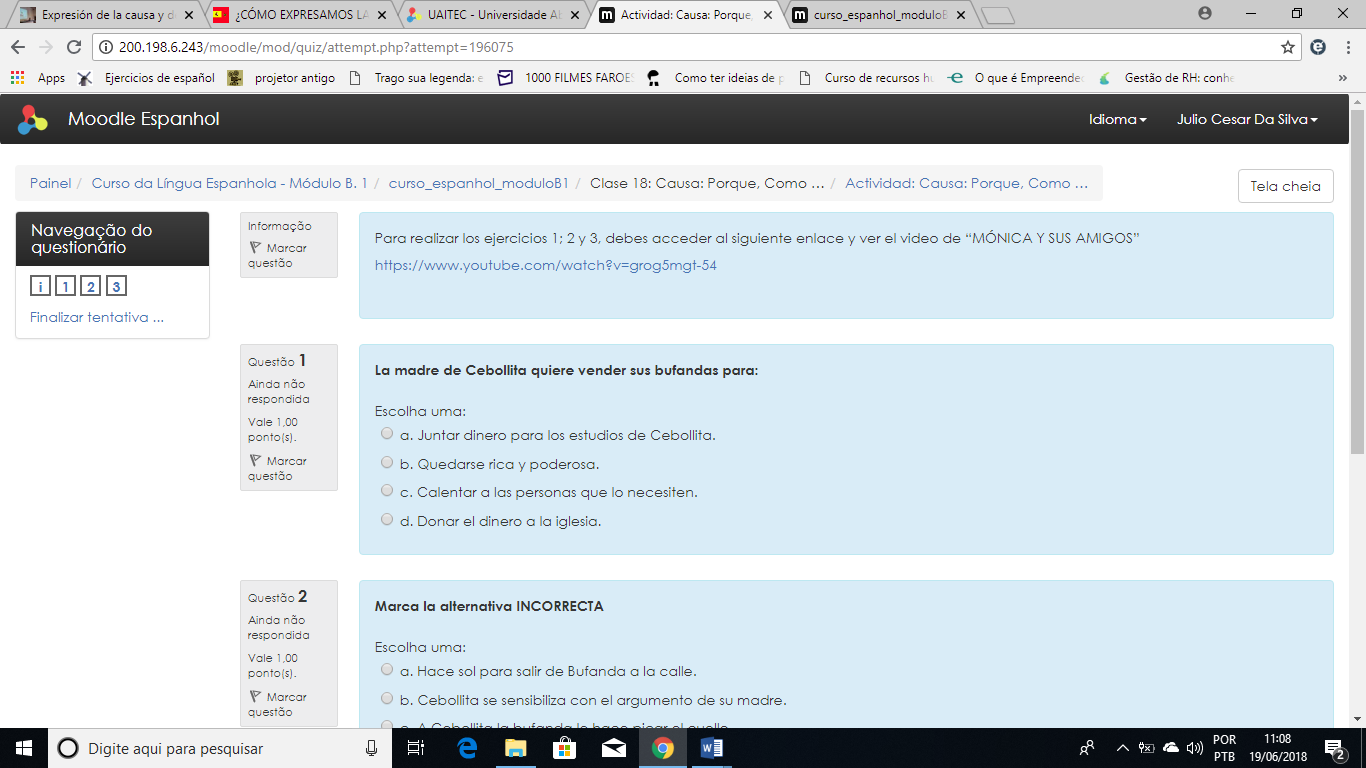 Expresión de la causa y d
¿CÓMO EXPRESAMOS LA
UAITEC - Universidade Ab
Actividad: Causa: Porque,
curso_espanhol_moduloB
200.198.6.243/moodle/mod/quiz/attempt.php?attempt=196075
Apps Ejercicios de español projetor antigo Trago sua legenda: e 1000 FILMES FAROES Como ter ideias de p Curso de recursos hu O que é Empreende Gestão de RH: conhe »
Moodle Espanhol Idioma Julio Cesar Da Silva
Painel / Curso da Língua Espanhola - Módulo B. 1 / curso_espanhol_moduloB1 / Clase 18: Causa: Porque, Como ... / Actividad: Causa: Porque, Como ...
Tela cheia
Navegação do
questionário
i 1 2 3
Finalizar tentativa ...
Informação
Marcar
questão
Para realizar los ejercicios 1; 2 y 3, debes acceder al siguiente enlace y ver el video de “MÓNICA Y SUS AMIGOS”
https://www.youtube.com/watch?v=grog5mgt-54
Questão 1
Ainda não
respondida
Vale 1,00
ponto(s).
Marcar
questão
La madre de Cebollita quiere vender sus bufandas para:
Escolha uma:
a. Juntar dinero para los estudios de Cebollita.
b. Quedarse rica y poderosa.
c. Calentar a las personas que lo necesiten.
d. Donar el dinero a la iglesia.
Questão 2
Ainda não
respondida
Vale 1,00
ponto(s).
Marcar
questão
Marca la alternativa INCORRECTA
Escolha uma:
a. Hace sol para salir de Bufanda a la calle.
b. Cebollita se sensibiliza con el argumento de su madre.
c. A Cebollita la bufanda le hace picar el cuello.
Digite aqui para pesquisar
POR
PTB
11:08
19/06/2018
2